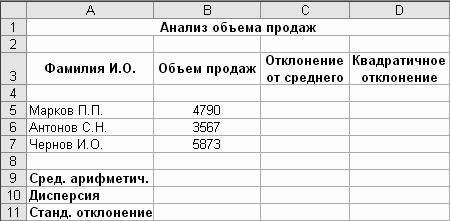 A B C D
1 Анализ объема продаж
2
3 Фамилия И.О. Объем продаж Отклонение от среднего Квадратичное отклонение
4
5 Марков П.П. 4790
6 Антонов С.Н. 3567
7 Чернов И.О. 5873
8
9 Сред. арифметич.
10 Дисперсия
11 Станд. отклонение